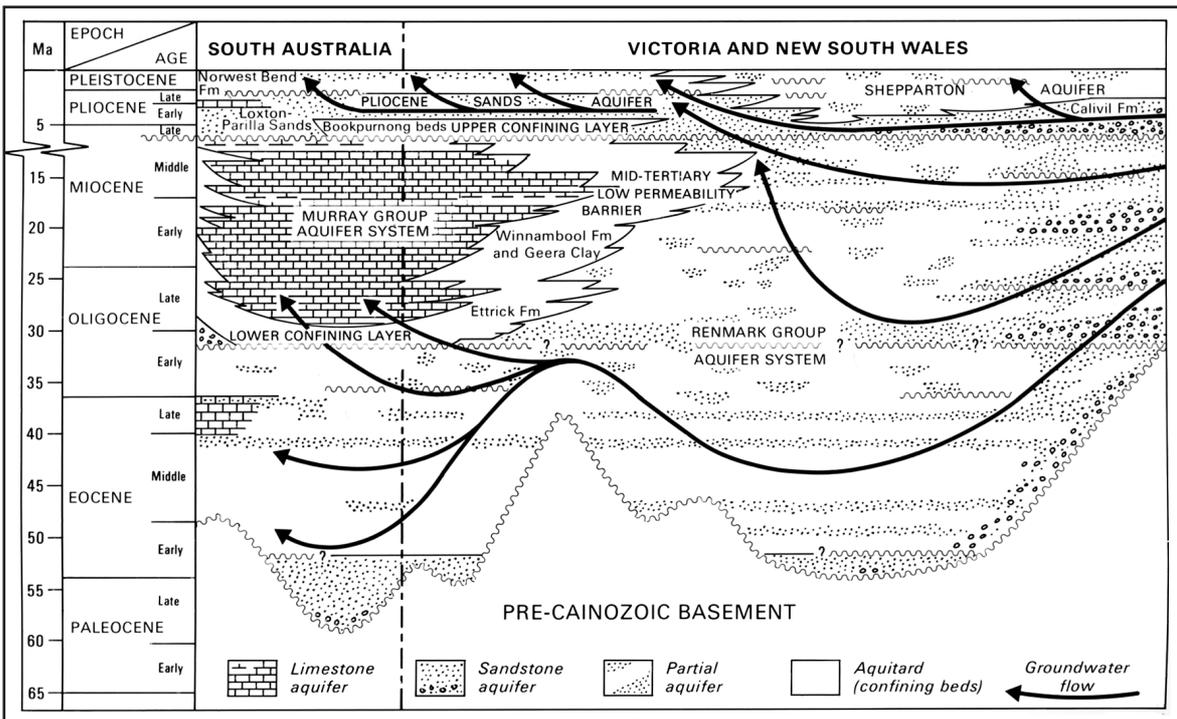 Ma
EPOCH
AGE
SOUTH AUSTRALIA
VICTORIA AND NEW SOUTH WALES
PLEISTOCENE
PLIOCENE
Late
Early
Late
5
MIOCENE
Middle
15
20
Early
25
OLIGOCENE
Late
30
Early
35
Late
40
EOCENE
Middle
45
50
Early
55
PALEOCENE
Late
60
Early
65
Norwest Bend
Fm
PLIOCENE SANDS AQUIFER
SHEPPARTON AQUIFER
Calivil Fm
Loxton-
Parilla Sands
Bookpurnong beds UPPER CONFINING LAYER
MID-TERTIARY
LOW PERMEABILITY
BARRIER
MURRAY GROUP
AQUIFER SYSTEM
Winnambool Fm
and Geera Clay
Ettrick Fm
LOWER CONFINING LAYER
?
RENMARK GROUP
AQUIFER SYSTEM
?
?
?
?
PRE-CAINOZOIC BASEMENT
Limestone
aquifer
Sandstone
aquifer
Partial
aquifer
Aquitard
(confining beds)
Groundwater
flow